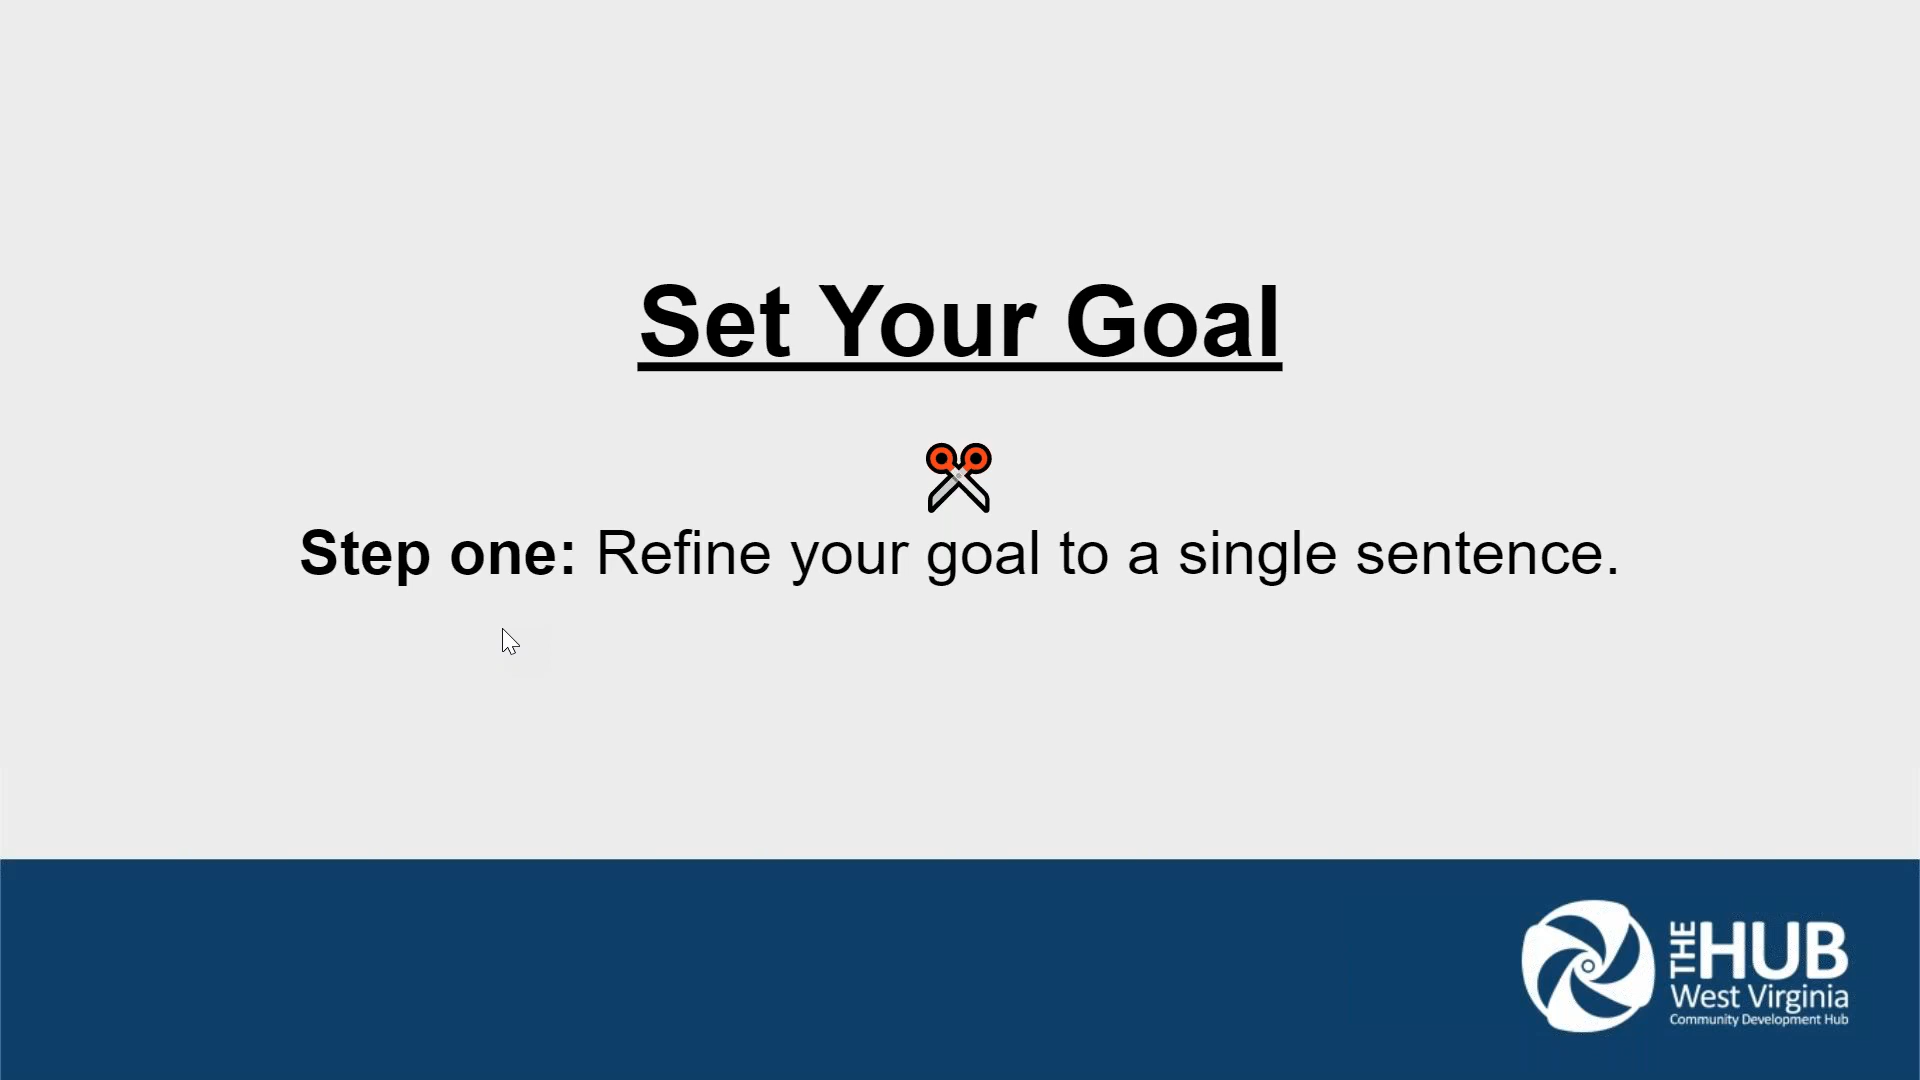 Set Your Goal
Step one: Refine your goal to a single sentence.
THE HUB
West Virginia
Community Development Hub